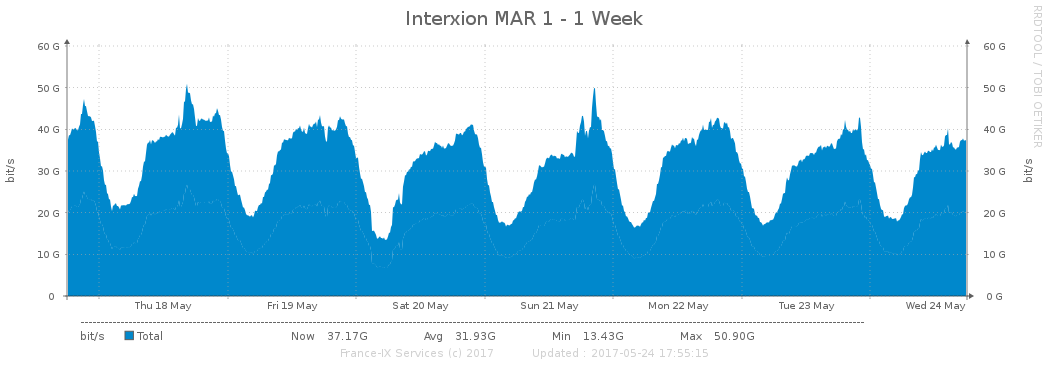 Interxion MAR 1 - 1 Week
RRDTOOL / TOBI OETIKER
60 G 60 G
50 G 50 G
40 G 40 G
30 G 30 G
20 G 20 G
10 G 10 G
0 0 G
bit/s
bit/s
Thu 18 May Fri 19 May Sat 20 May Sun 21 May Mon 22 May Tue 23 May Wed 24 May
bit/s Total Now 37.17G Avg 31.93G Min 13.43G Max 50.90G
France-IX Services (c) 2017 Updated : 2017-05-24 17:55:15